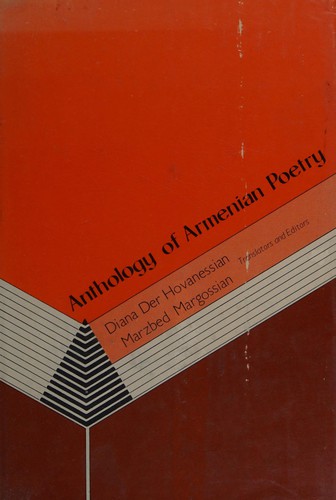 Anthology of Armenian Poetry
Diana Der Hovanessian
Marzbed Margossian
Translators and Editors